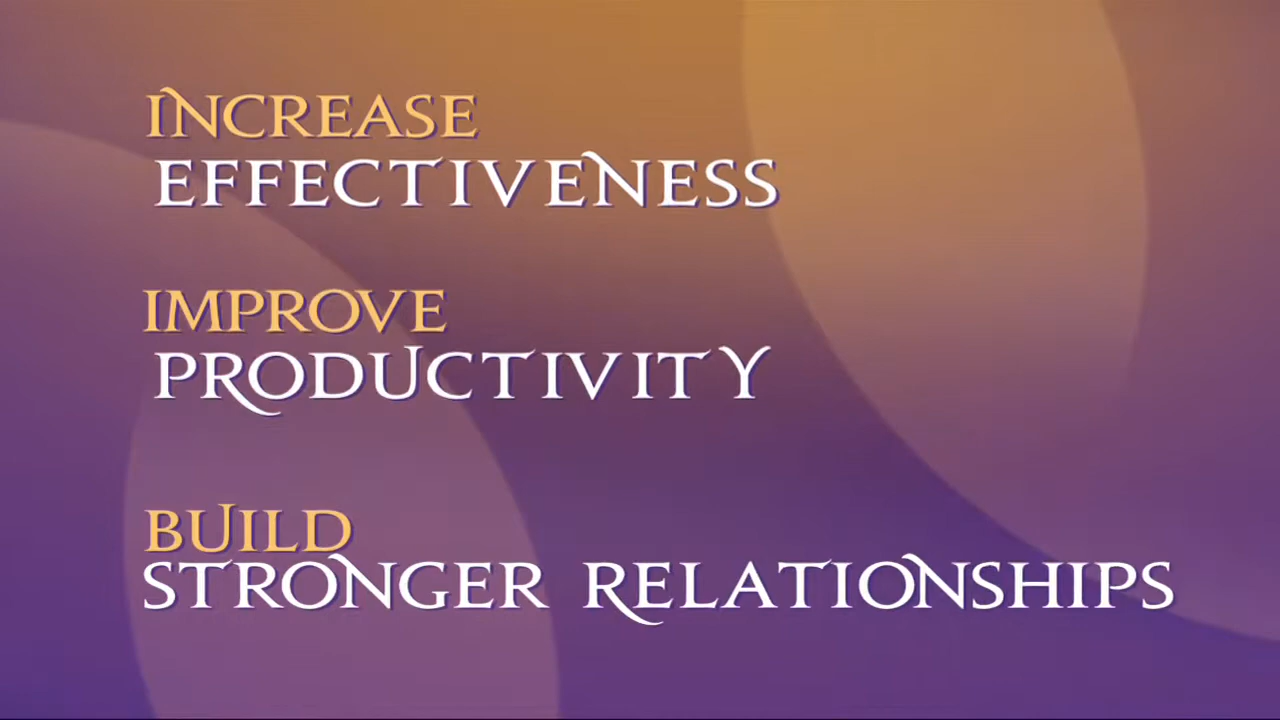 INCREASE
EFFECTIVENESS
IMPROVE
PRODUCTIVITY
BUILD
STRONGER RELATIONSHIPS